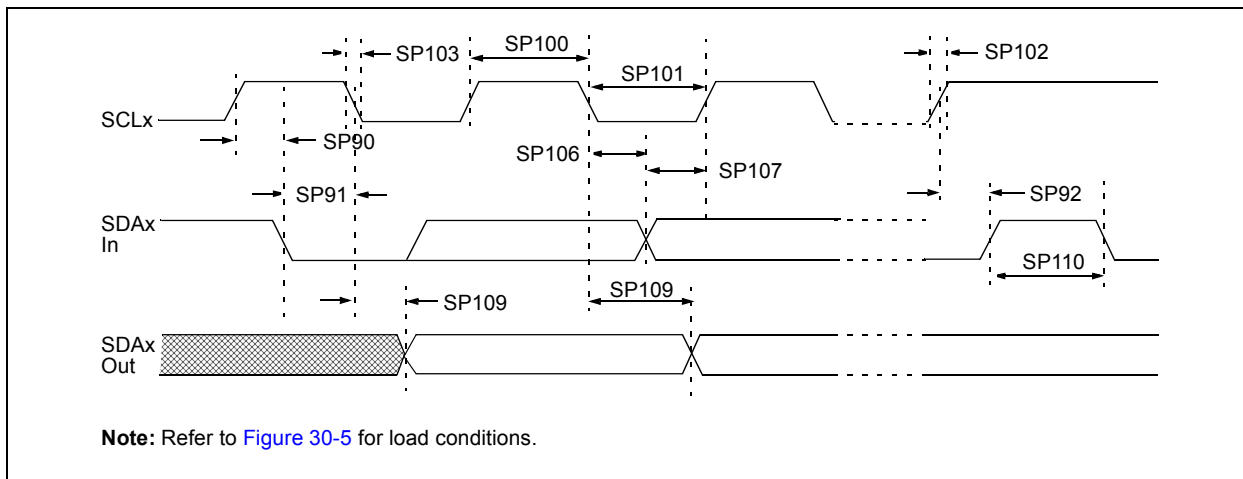 SP103
SP100
SP101
SP102
SCLx
SP90
SP106
SP107
SP91
SP92
SDAx
In
SP110
SP109
SP109
SDAx
Out
Note: Refer to Figure 30-5 for load conditions.